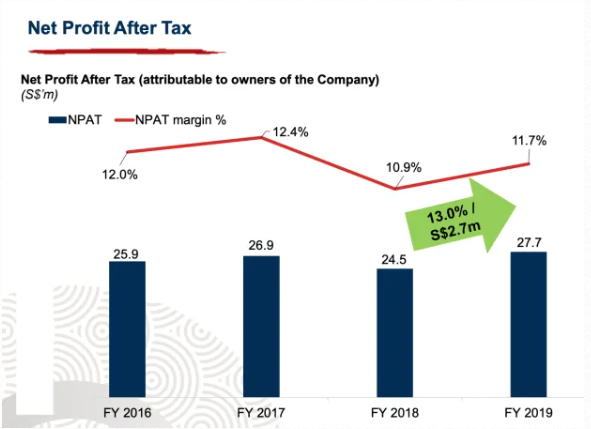 Net Profit After Tax
Net Profit After Tax (attributable to owners of the Company)
(S$'m)
NPAT NPAT margin %
12.0%
12.4%
10.9%
11.7%
13.0% /
S$2.7m
25.9
26.9
24.5
27.7
FY 2016 FY 2017 FY 2018 FY 2019